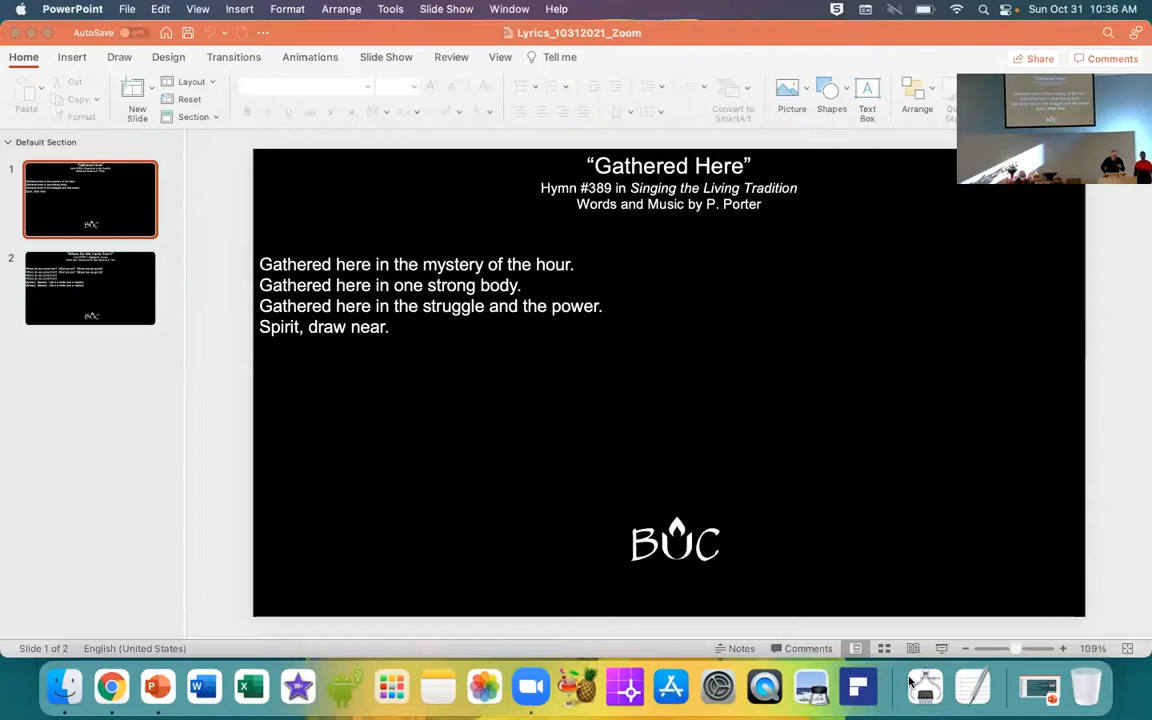 PowerPoint File Edit View Insert Format Arrange Tools Slide Show Window Help Sun Oct 31 10:36 AM
AutoSave OFF Lyrics_10312021_Zoom
Home Insert Draw Design Transitions Animations Slide Show Review View Tell me Share Comments
Paste Cut Copy Format New Slide Layout Reset Section Convert to SmartArt Picture Shapes Text Box Arrange
Default Section
1
2
“Gathered Here”
Hymn #389 in Singing the Living Tradition
Words and Music by P. Porter
Gathered here in the mystery of the hour.
Gathered here in one strong body.
Gathered here in the struggle and the power.
Spirit, draw near.
BUC
Slide 1 of 2 English (United States) Notes Comments 109%